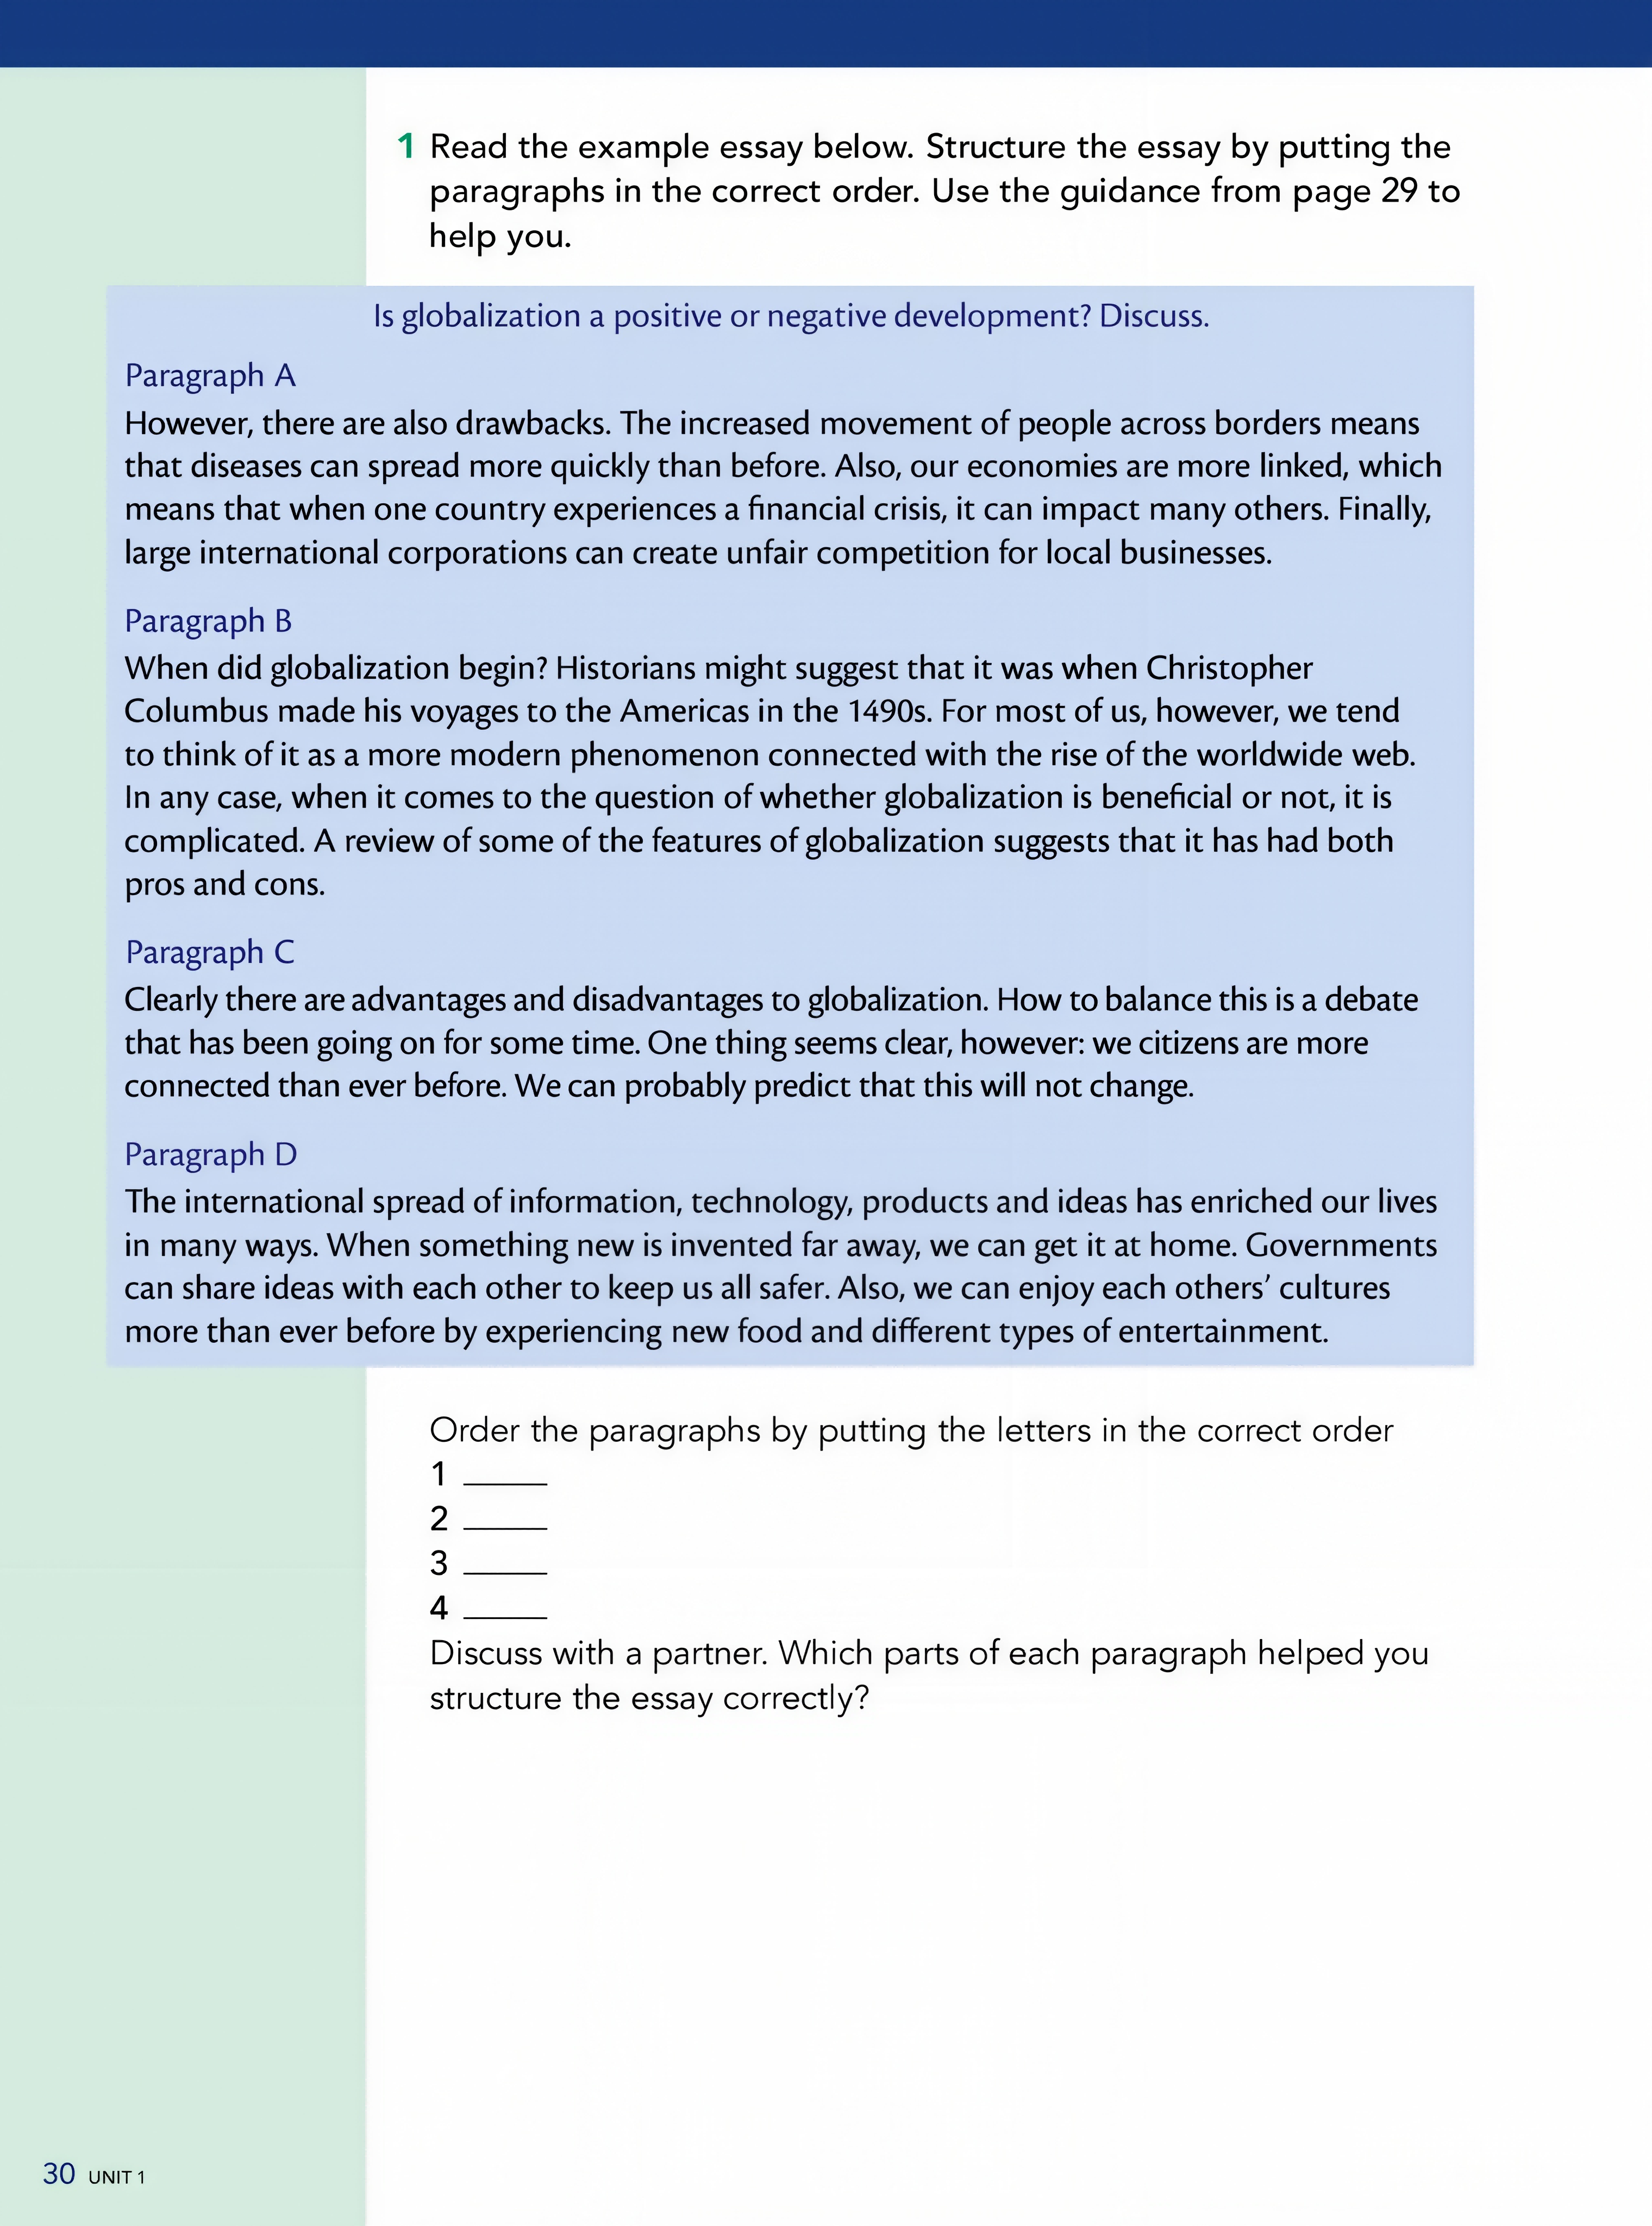 1 Read the example essay below. Structure the essay by putting the
paragraphs in the correct order. Use the guidance from page 29 to
help you.
Is globalization a positive or negative development? Discuss.
Paragraph A
However, there are also drawbacks. The increased movement of people across borders means
that diseases can spread more quickly than before. Also, our economies are more linked, which
means that when one country experiences a financial crisis, it can impact many others. Finally,
large international corporations can create unfair competition for local businesses.
Paragraph B
When did globalization begin? Historians might suggest that it was when Christopher
Columbus made his voyages to the Americas in the 1490s. For most of us, however, we tend
to think of it as a more modern phenomenon connected with the rise of the worldwide web.
In any case, when it comes to the question of whether globalization is beneficial or not, it is
complicated. A review of some of the features of globalization suggests that it has had both
pros and cons.
Paragraph C
Clearly there are advantages and disadvantages to globalization. How to balance this is a debate
that has been going on for some time. One thing seems clear, however: we citizens are more
connected than ever before. We can probably predict that this will not change.
Paragraph D
The international spread of information, technology, products and ideas has enriched our lives
in many ways. When something new is invented far away, we can get it at home. Governments
can share ideas with each other to keep us all safer. Also, we can enjoy each others’ cultures
more than ever before by experiencing new food and different types of entertainment.
Order the paragraphs by putting the letters in the correct order
1 _____
2 _____
3 _____
4 _____
Discuss with a partner. Which parts of each paragraph helped you
structure the essay correctly?
30 UNIT 1